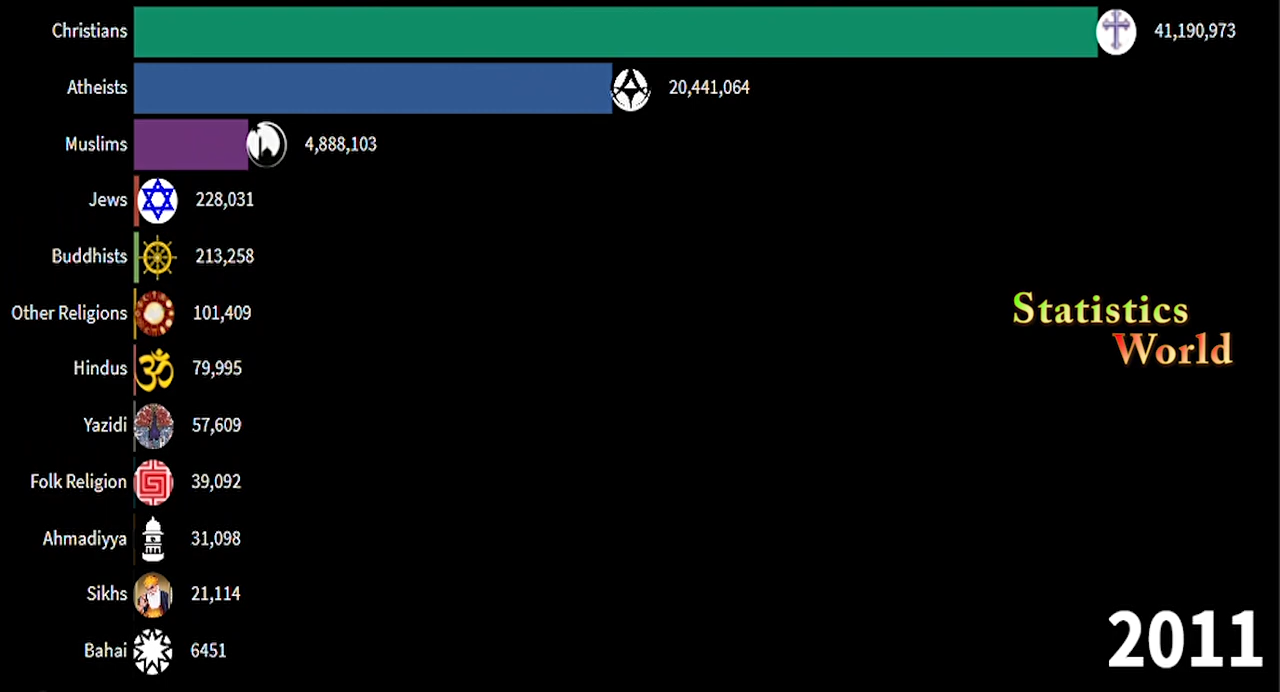 Christians 41,190,973
Atheists 20,441,064
Muslims 4,888,103
Jews 228,031
Buddhists 213,258
Other Religions 101,409
Hindus 79,995
Yazidi 57,609
Folk Religion 39,092
Ahmadiyya 31,098
Sikhs 21,114
Bahai 6451
Statistics
World
2011